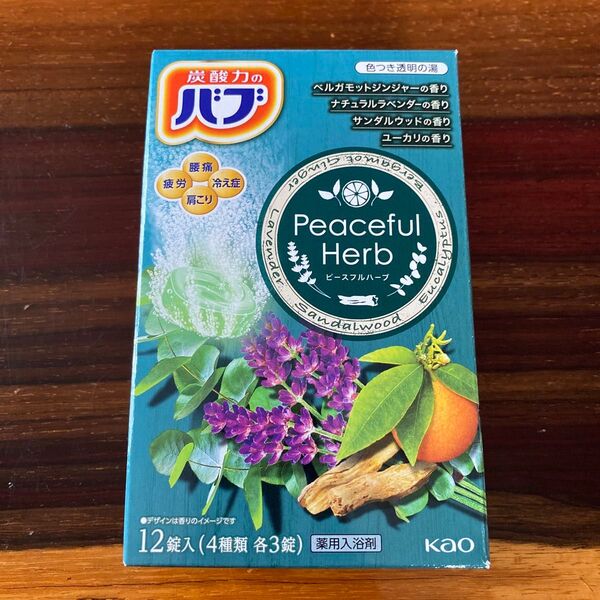 炭酸力の
バブ
色つき透明の湯
ベルガモットジンジャーの香り
ナチュラルラベンダーの香り
サンダルウッドの香り
ユーカリの香り
腰痛
疲労
冷え症
肩こり
Bergamot Ginger
Lavender
Eucalyptus
Sandalwood
Peaceful
Herb
ピースフルハーブ
●デザインは香りのイメージです
12錠入(4種類 各3錠)
薬用入浴剤
Kao